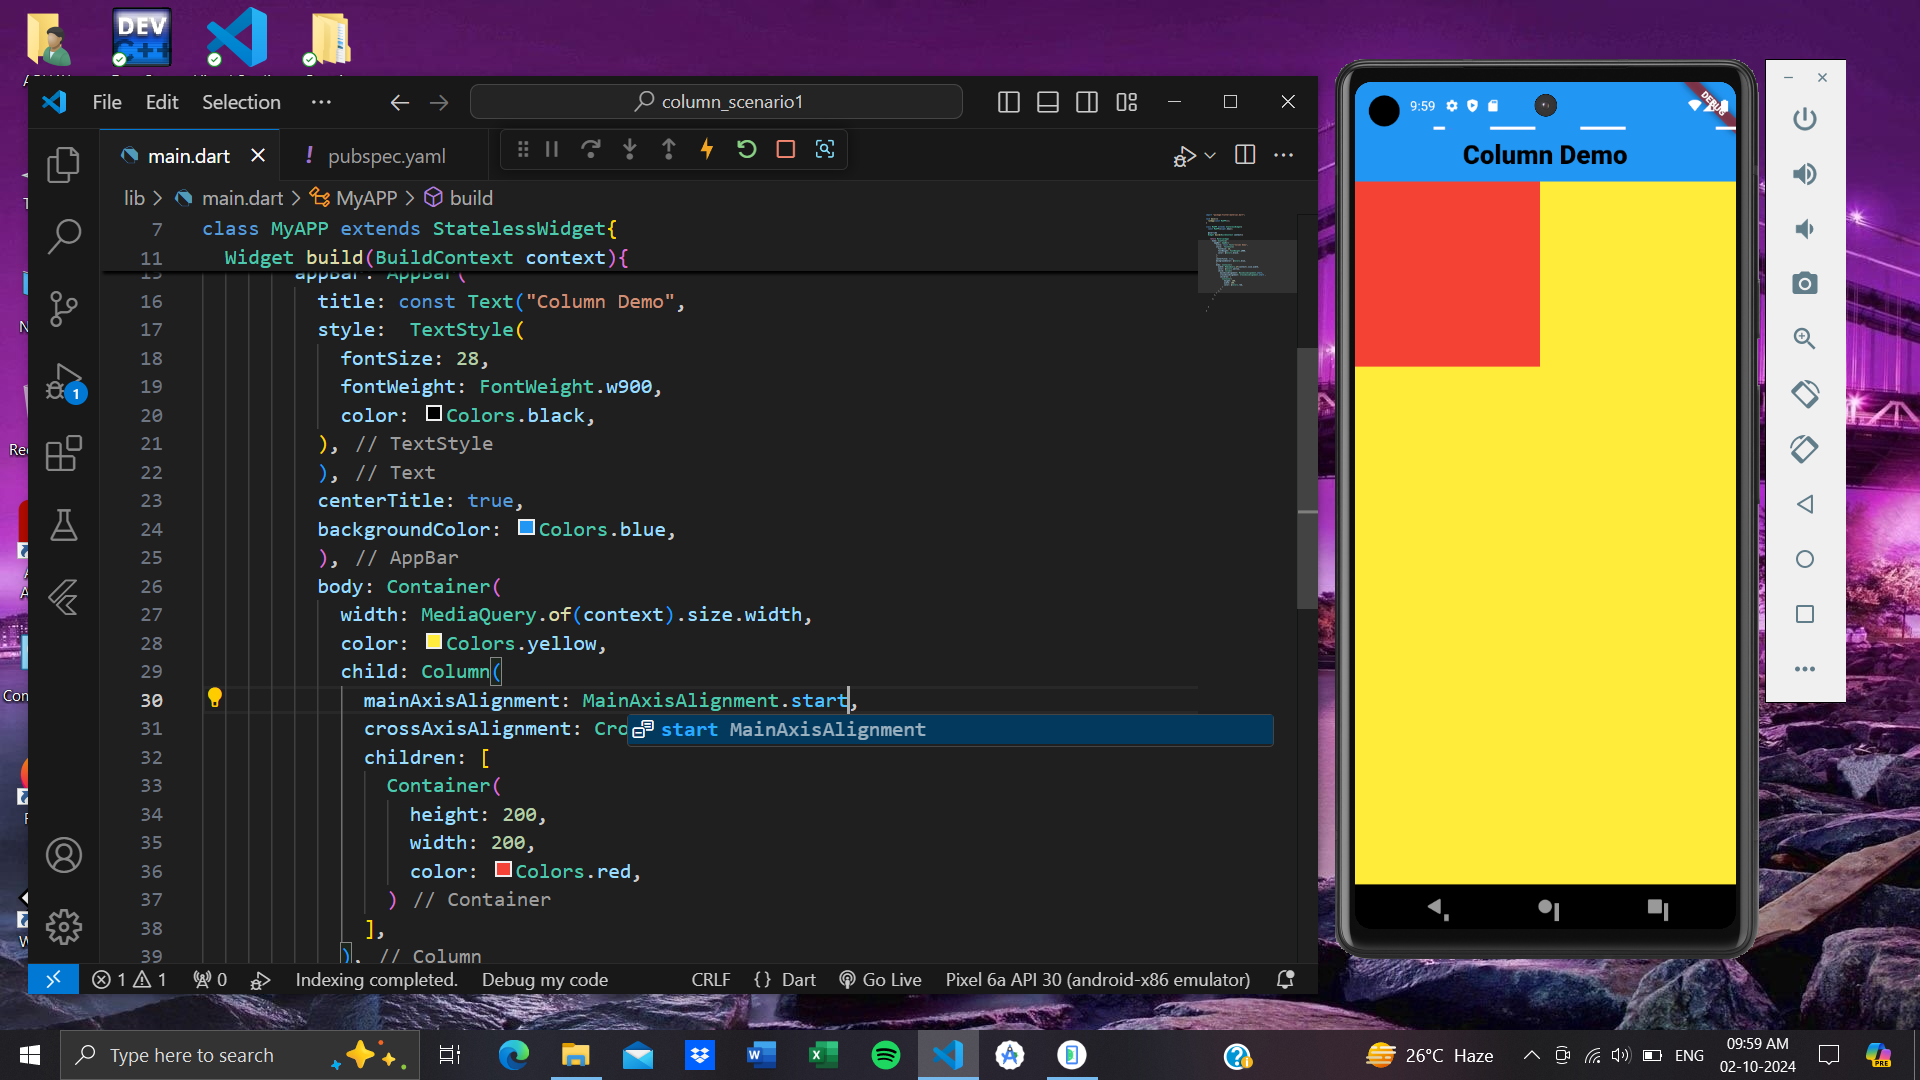 DEV
File Edit Selection ··· column_scenario1
main.dart
! pubspec.yaml
lib > main.dart > MyAPP > build
7 class MyAPP extends StatelessWidget{
11 Widget build(BuildContext context){
15 appBar: AppBar(
16 title: const Text("Column Demo",
17 style:  TextStyle(
18 fontSize: 28,
19 fontWeight: FontWeight.w900,
20 color: Colors.black,
21 ), // TextStyle
22 ), // Text
23 centerTitle: true,
24 backgroundColor: Colors.blue,
25 ), // AppBar
26 body: Container(
27 width: MediaQuery.of(context).size.width,
28 color: Colors.yellow,
29 child: Column(
30 mainAxisAlignment: MainAxisAlignment.start,
31 crossAxisAlignment: Cro
start MainAxisAlignment
32 children: [
33 Container(
34 height: 200,
35 width: 200,
36 color: Colors.red,
37 ) // Container
38 ],
39 ), // Column
1
1 1 0 Indexing completed. Debug my code CRLF {} Dart Go Live Pixel 6a API 30 (android-x86 emulator)
9:59
DEBUG
Column Demo
Type here to search
26°C Haze
ENG
09:59 AM
02-10-2024
PRE